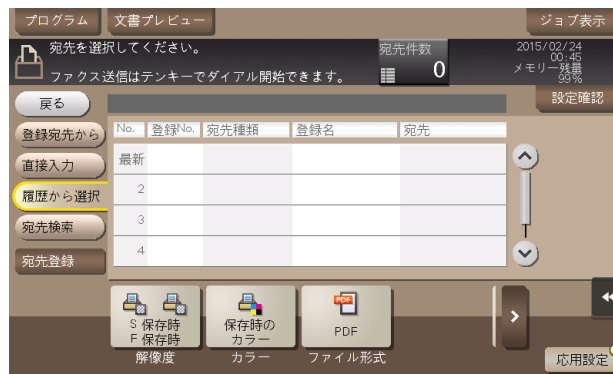 プログラム
文書プレビュー
ジョブ表示
宛先を選択してください。
ファクス送信はテンキーでダイアル開始できます。
宛先件数
0
2015/02/24
00:45
メモリー残量
99%
戻る
設定確認
登録宛先から
直接入力
履歴から選択
宛先検索
宛先登録
No. 登録No. 宛先種類 登録名 宛先
最新
2
3
4
S 保存時
F 保存時
解像度
保存時の
カラー
カラー
PDF
PDF
ファイル形式
応用設定